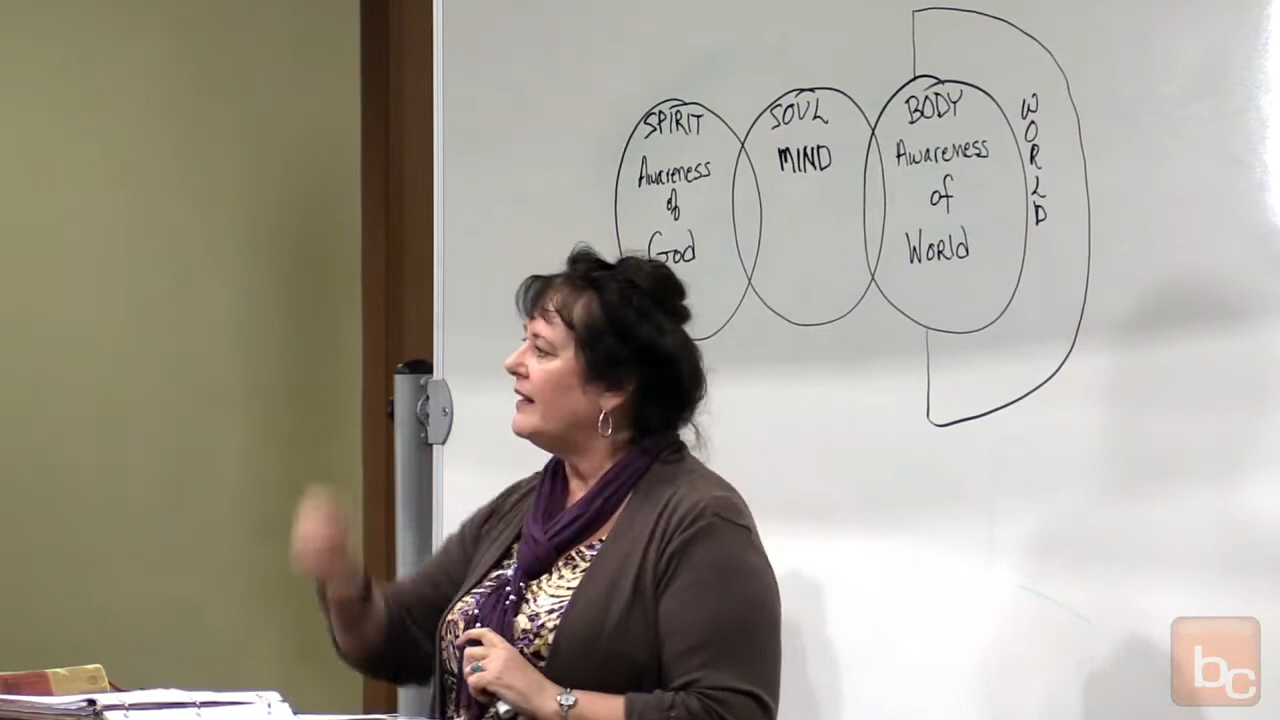 SPIRIT
Awareness
of
God
SOUL
MIND
BODY
Awareness
of
World
WORLD
bc